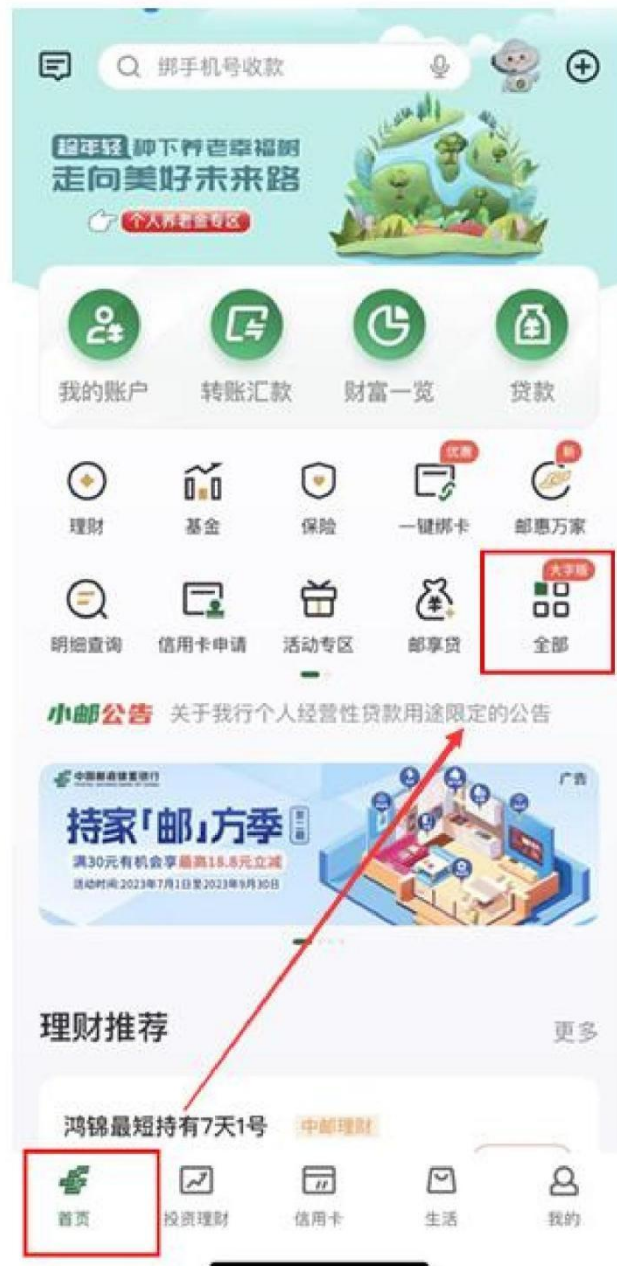 绑手机号收款
超年轻 种下养老幸福树
走向美好未来路
个人养老金专区
我的账户 转账汇款 财富一览 贷款
优惠 新
理财 基金 保险 一键绑卡 邮惠万家
大字版
明细查询 信用卡申请 活动专区 邮享贷 全部
小邮公告 关于我行个人经营性贷款用途限定的公告
中国邮政储蓄银行 广告
持家「邮」方季 第二期
满30元有机会享最高18.8元立减
活动时间:2023年7月1日至2023年9月30日
理财推荐 更多
鸿锦最短持有7天1号 中邮理财
首页 投资理财 信用卡 生活 我的